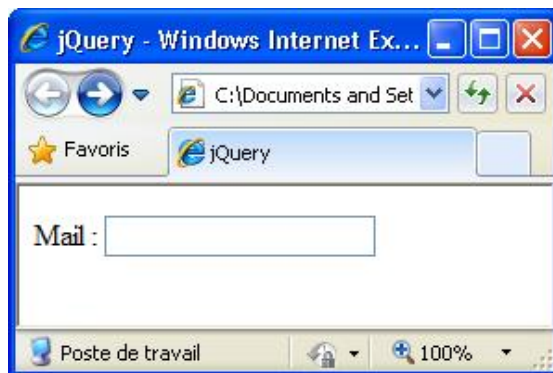 jQuery - Windows Internet Ex...
C:\Documents and Set
Favoris
jQuery
Mail :
Poste de travail
100%